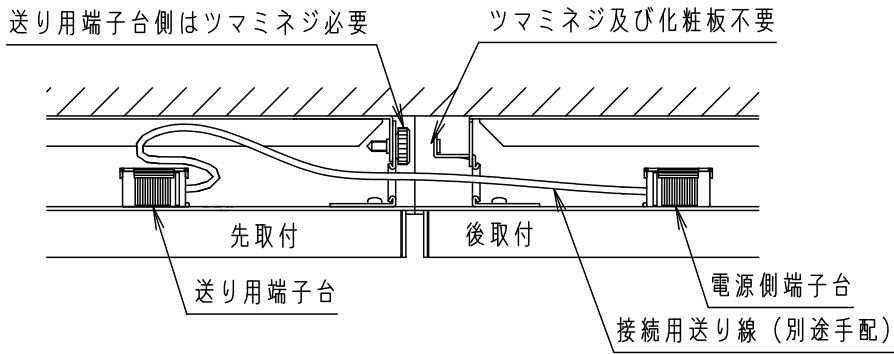 送り用端子台側はツマミネジ必要
ツマミネジ及び化粧板不要
先取付
後取付
送り用端子台
電源側端子台
接続用送り線（別途手配）